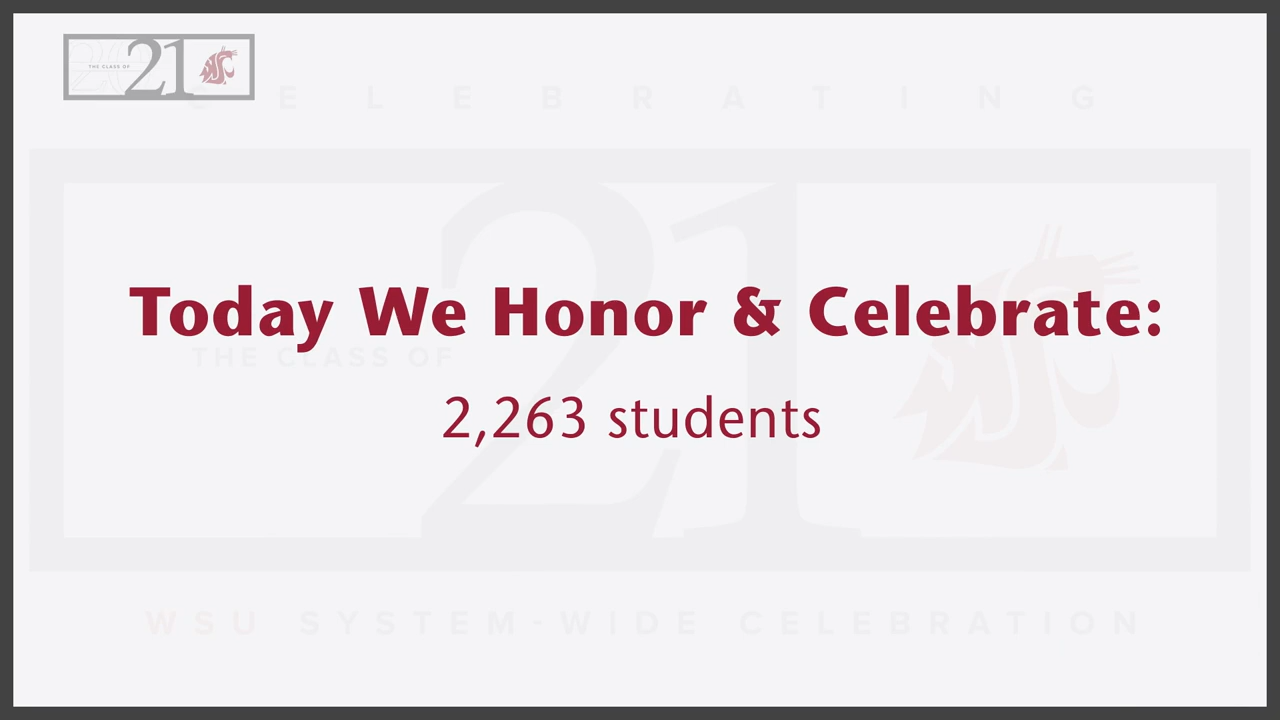 THE CLASS OF 21
CELEBRATING
Today We Honor & Celebrate:
THE CLASS OF
21
2,263 students
WSU SYSTEM-WIDE CELEBRATION